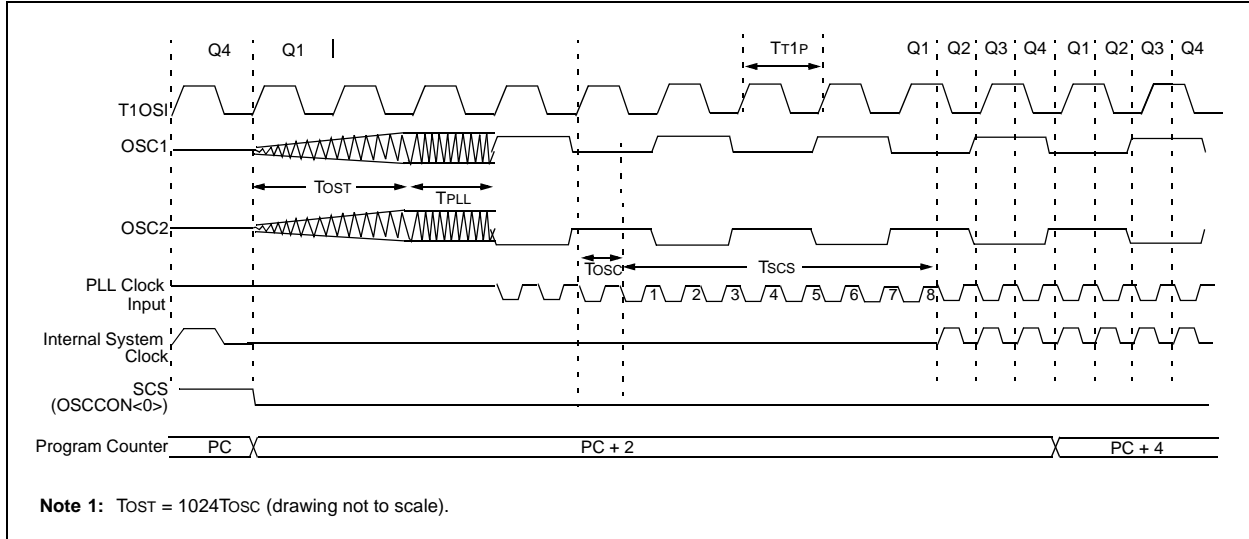 Q4 Q1 TT1P Q1 Q2 Q3 Q4 Q1 Q2 Q3 Q4
T1OSI
OSC1
TOST TPLL
OSC2
TOSC TSCS
PLL Clock
Input
1 2 3 4 5 6 7 8
Internal System
Clock
SCS
(OSCCON<0>)
Program Counter PC PC + 2 PC + 4
Note 1: TOST = 1024TOSC (drawing not to scale).